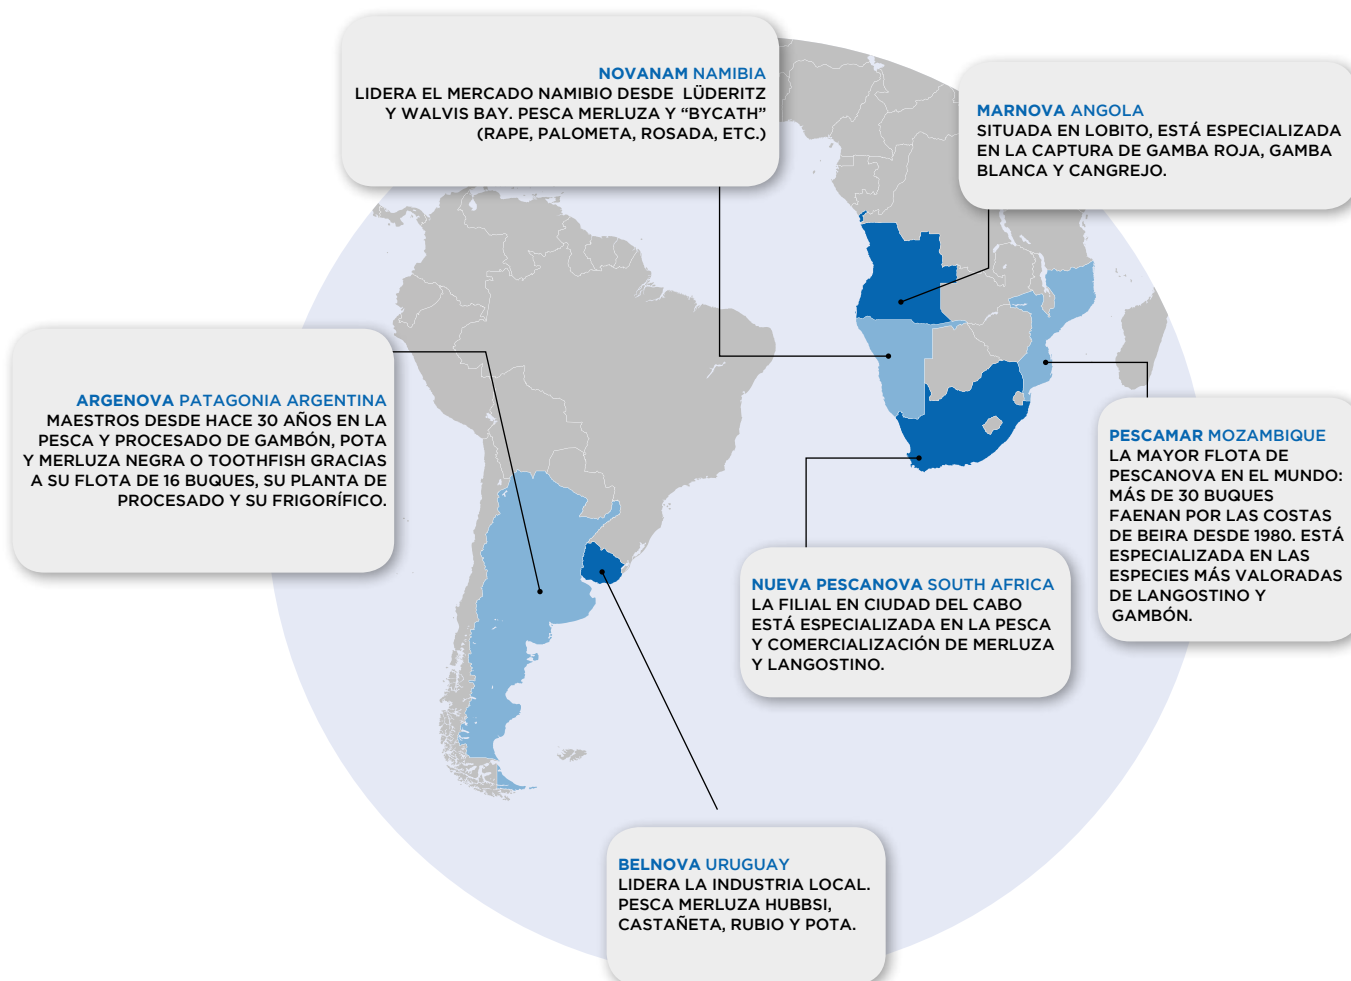 NOVANAM NAMIBIA
LIDERA EL MERCADO NAMIBIO DESDE LÜDERITZ
Y WALVIS BAY. PESCA MERLUZA Y “BYCATH”
(RAPE, PALOMETA, ROSADA, ETC.)
MARNOVA ANGOLA
SITUADA EN LOBITO, ESTÁ ESPECIALIZADA
EN LA CAPTURA DE GAMBA ROJA, GAMBA
BLANCA Y CANGREJO.
ARGENOVA PATAGONIA ARGENTINA
MAESTROS DESDE HACE 30 AÑOS EN LA
PESCA Y PROCESADO DE GAMBÓN, POTA
Y MERLUZA NEGRA O TOOTHFISH GRACIAS
A SU FLOTA DE 16 BUQUES, SU PLANTA DE
PROCESADO Y SU FRIGORÍFICO.
PESCAMAR MOZAMBIQUE
LA MAYOR FLOTA DE
PESCANOVA EN EL MUNDO:
MÁS DE 30 BUQUES
FAENAN POR LAS COSTAS
DE BEIRA DESDE 1980. ESTÁ
ESPECIALIZADA EN LAS
ESPECIES MÁS VALORADAS
DE LANGOSTINO Y
GAMBÓN.
NUEVA PESCANOVA SOUTH AFRICA
LA FILIAL EN CIUDAD DEL CABO
ESTÁ ESPECIALIZADA EN LA PESCA
Y COMERCIALIZACIÓN DE MERLUZA
Y LANGOSTINO.
BELNOVA URUGUAY
LIDERA LA INDUSTRIA LOCAL.
PESCA MERLUZA HUBBSI,
CASTAÑETA, RUBIO Y POTA.